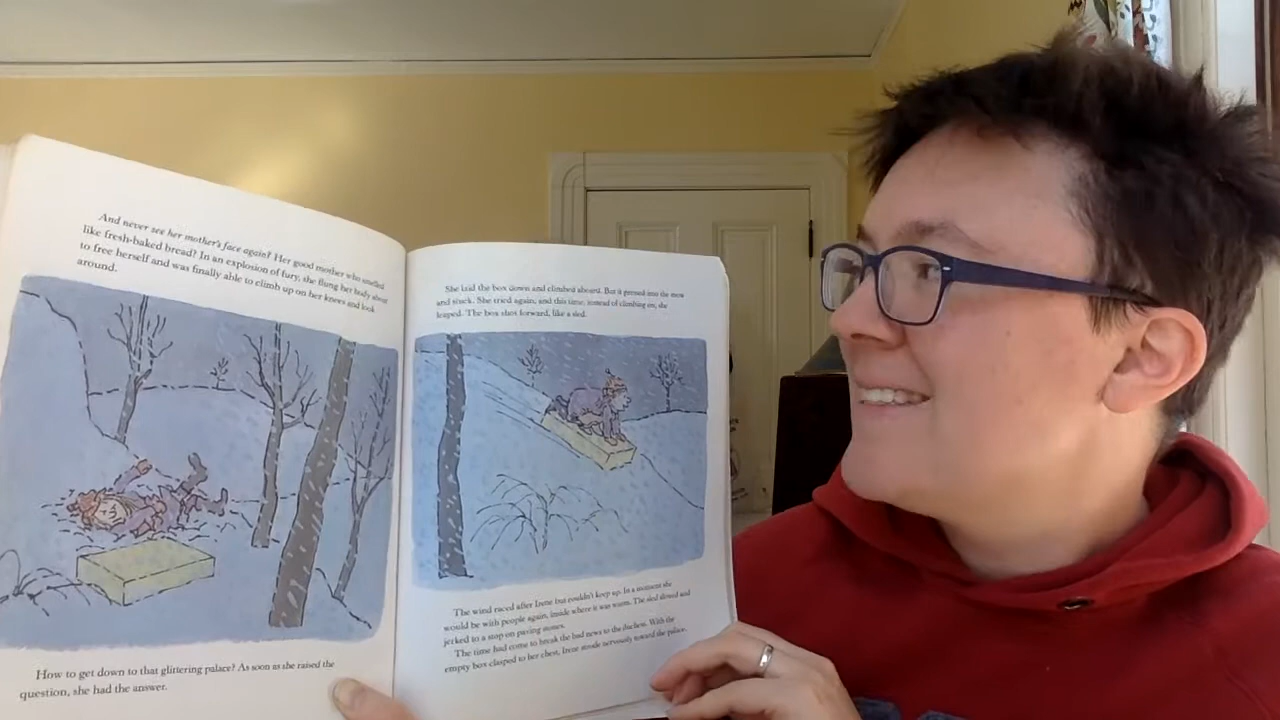 And never see her mother's face again? Her good mother who smelled
like fresh-baked bread? In an explosion of fury, she flung her body about
to free herself and was finally able to climb up on her knees and look
around.
How to get down to that glittering palace? As soon as she raised the
question, she had the answer.
She laid the box down and climbed aboard. But it pressed into the snow
and stuck. She tried again, and this time, instead of climbing on, she
leaped. The box shot forward, like a sled.
The wind raced after Irene but couldn't keep up. In a moment she
would be with people again, inside where it was warm. The sled slowed and
jerked to a stop on paving stones.
The time had come to break the bad news to the duchess. With the
empty box clasped to her chest, Irene strode nervously toward the palace.